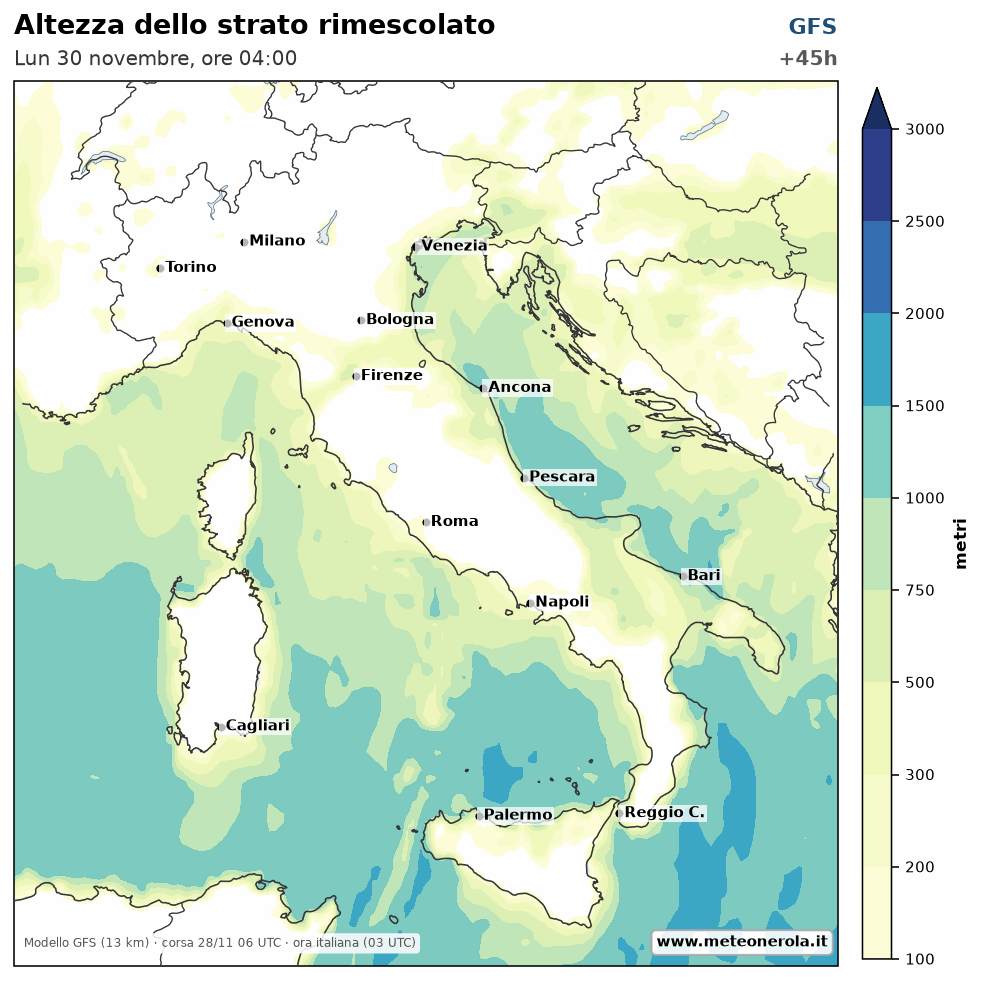 Altezza dello strato rimescolato
GFS
Lun 30 novembre, ore 04:00
+45h
3000
2500
2000
1500
1000
750
500
300
200
100
metri
Milano
Venezia
Torino
Genova
Bologna
Firenze
Ancona
Pescara
Roma
Bari
Napoli
Cagliari
Palermo
Reggio C.
Modello GFS (13 km) · corsa 28/11 06 UTC · ora italiana (03 UTC)
www.meteonerola.it